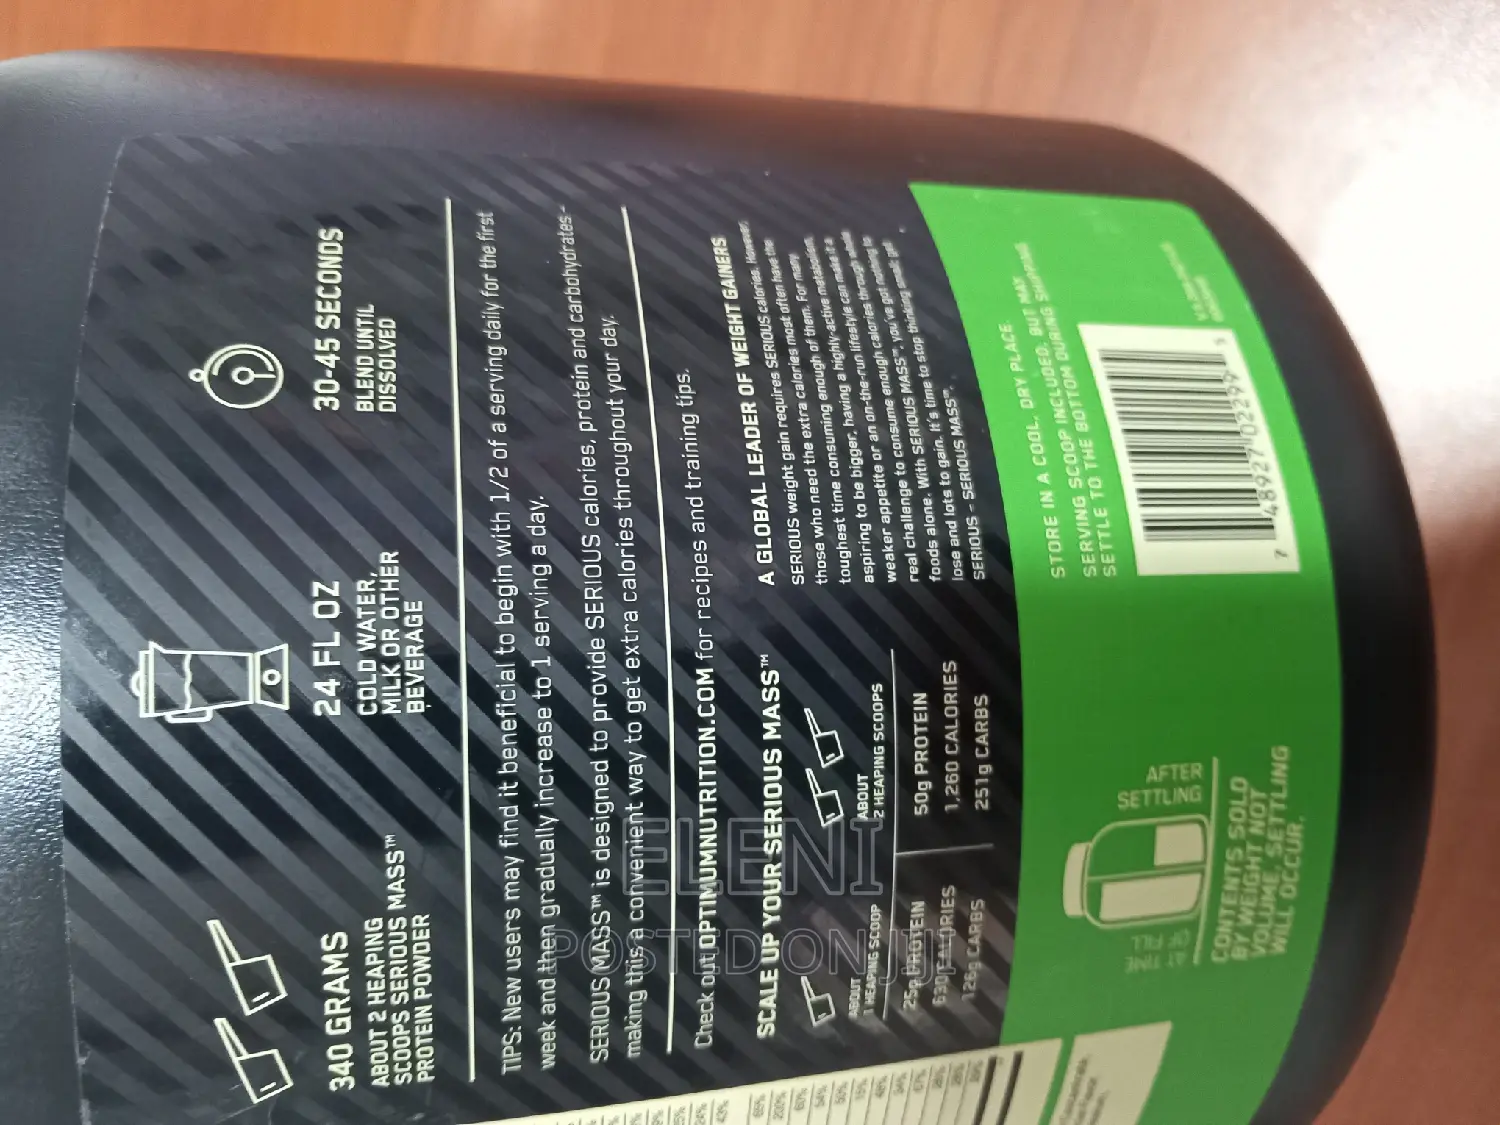 340 GRAMS
ABOUT 2 HEAPING
SCOOPS SERIOUS MASS™
PROTEIN POWDER
24 FL OZ
COLD WATER,
MILK OR OTHER
BEVERAGE
30-45 SECONDS
BLEND UNTIL
DISSOLVED
TIPS: New users may find it beneficial to begin with 1/2 of a serving daily for the first
week and then gradually increase to 1 serving a day.
SERIOUS MASS™ is designed to provide SERIOUS calories, protein and carbohydrates -
making this a convenient way to get extra calories throughout your day.
Check out OPTIMUMNUTRITION.COM for recipes and training tips.
SCALE UP YOUR SERIOUS MASS™
ABOUT
1 HEAPING SCOOP
25g PROTEIN
630 CALORIES
126g CARBS
ABOUT
2 HEAPING SCOOPS
50g PROTEIN
1,260 CALORIES
251g CARBS
A GLOBAL LEADER OF WEIGHT GAINERS
SERIOUS weight gain requires SERIOUS calories. However,
those who need the extra calories most often have the
toughest time consuming enough of them. For many
aspiring to be bigger, having a highly-active metabolism,
weaker appetite or an on-the-run lifestyle can make it a
real challenge to consume enough calories through whole
foods alone. With SERIOUS MASS™, you've got nothing to
lose and lots to gain. It's time to stop thinking small: get
SERIOUS - SERIOUS MASS™.
AT TIME
OF FILL
AFTER
SETTLING
CONTENTS SOLD
BY WEIGHT NOT
VOLUME, SETTLING
WILL OCCUR.
STORE IN A COOL, DRY PLACE.
SERVING SCOOP INCLUDED, BUT MAY
SETTLE TO THE BOTTOM DURING SHIPPING
7 48927 02299 5
ELENI
POSTED ON JIJI